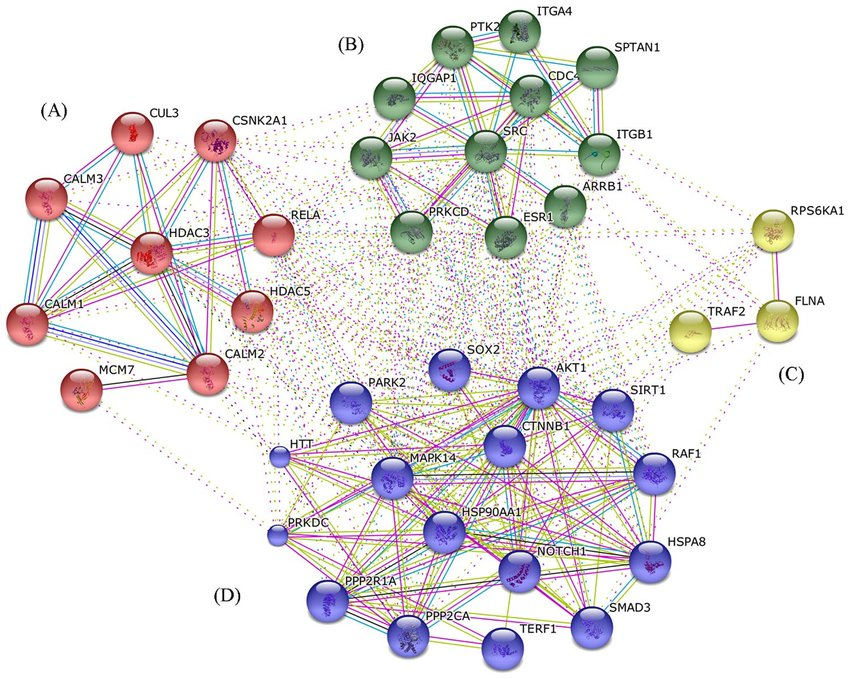 (A)
CUL3
CSNK2A1
CALM3
HDAC3
RELA
CALM1
HDAC5
CALM2
MCM7
(B)
PTK2
ITGA4
SPTAN1
IQGAP1
CDC4
JAK2
SRC
ITGB1
ARRB1
PRKCD
ESR1
RPS6KA1
FLNA
TRAF2
(C)
SOX2
AKT1
PARK2
SIRT1
CTNNB1
HTT
MAPK14
RAF1
PRKDC
HSP90AA1
NOTCH1
HSPA8
PPP2R1A
(D)
PPP2CA
TERF1
SMAD3